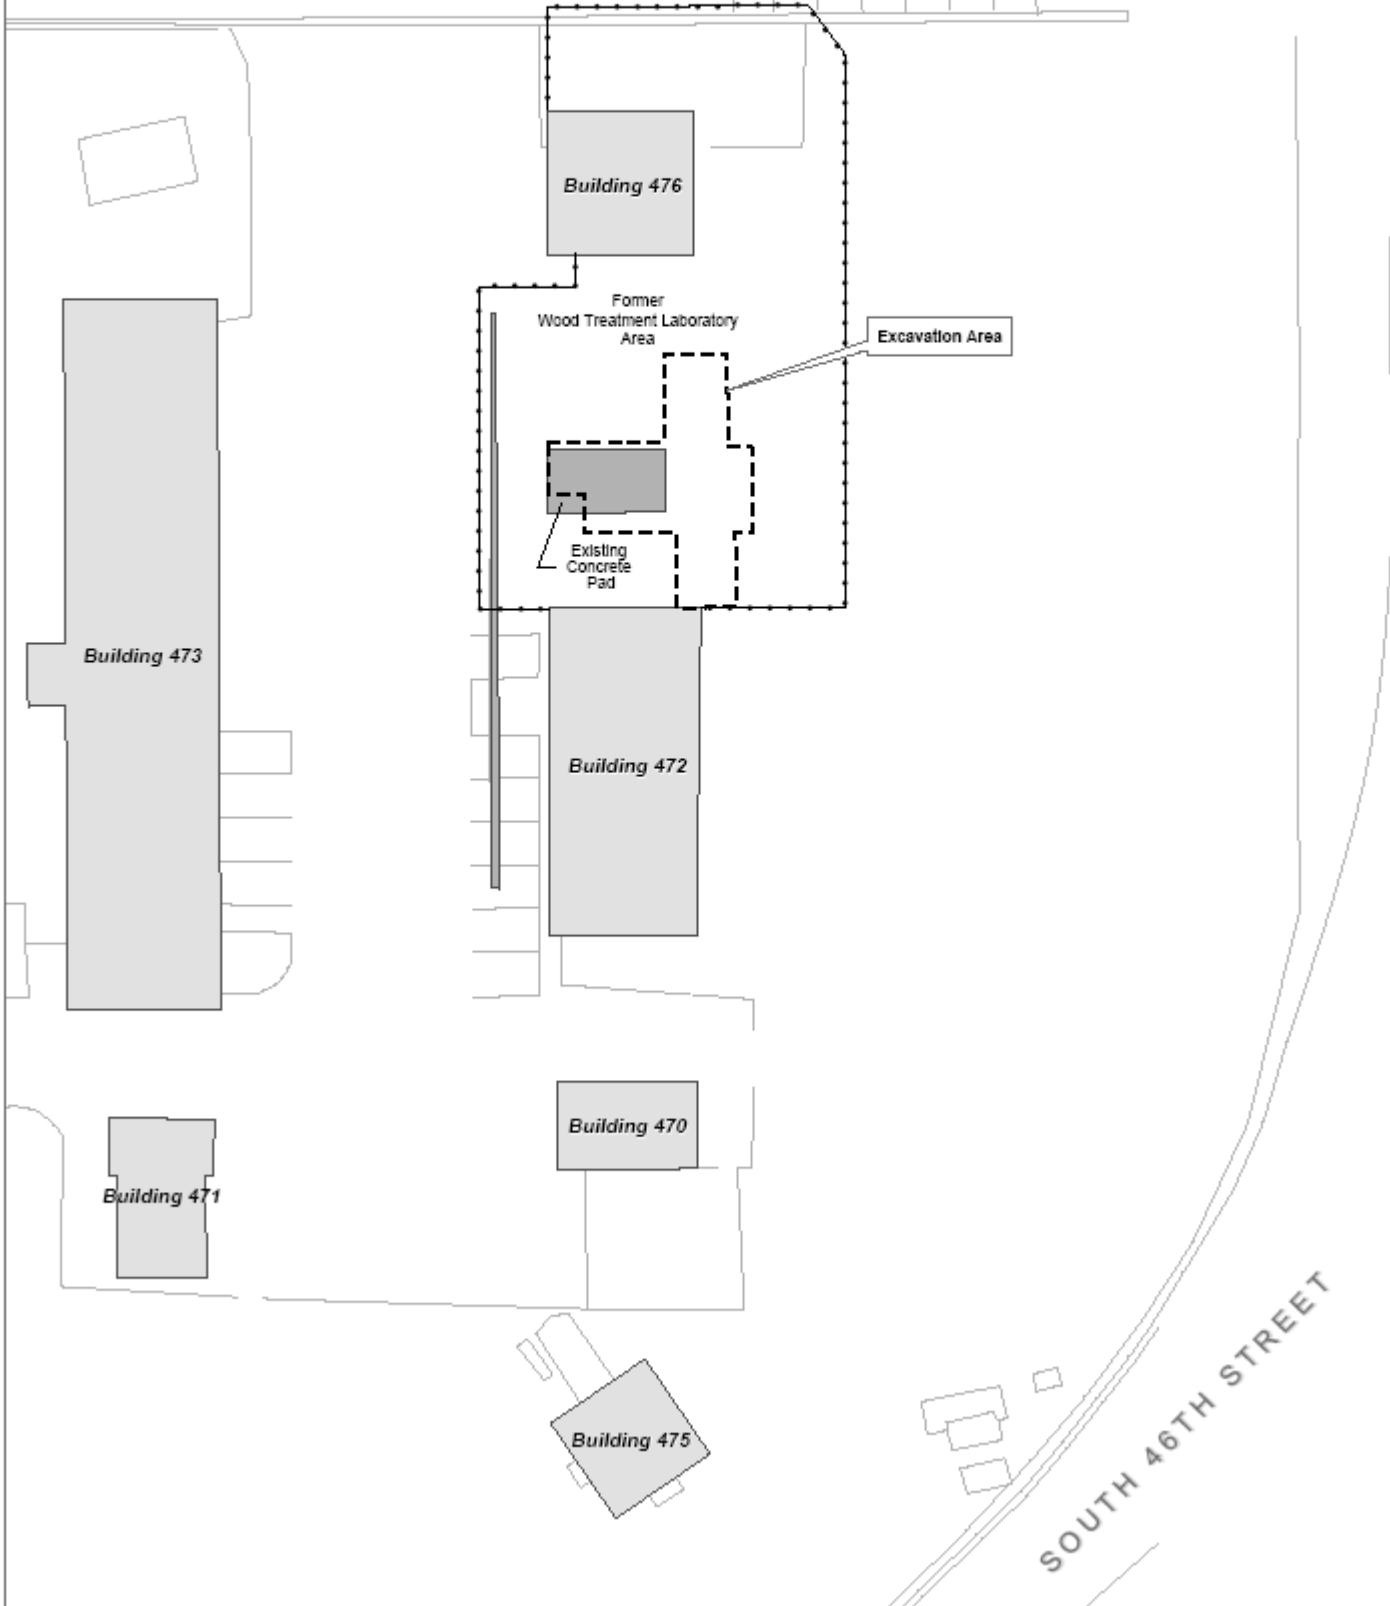 Building 476
Former
Wood Treatment Laboratory
Area
Excavation Area
Existing
Concrete
Pad
Building 473
Building 472
Building 470
Building 471
Building 475
SOUTH 46TH STREET